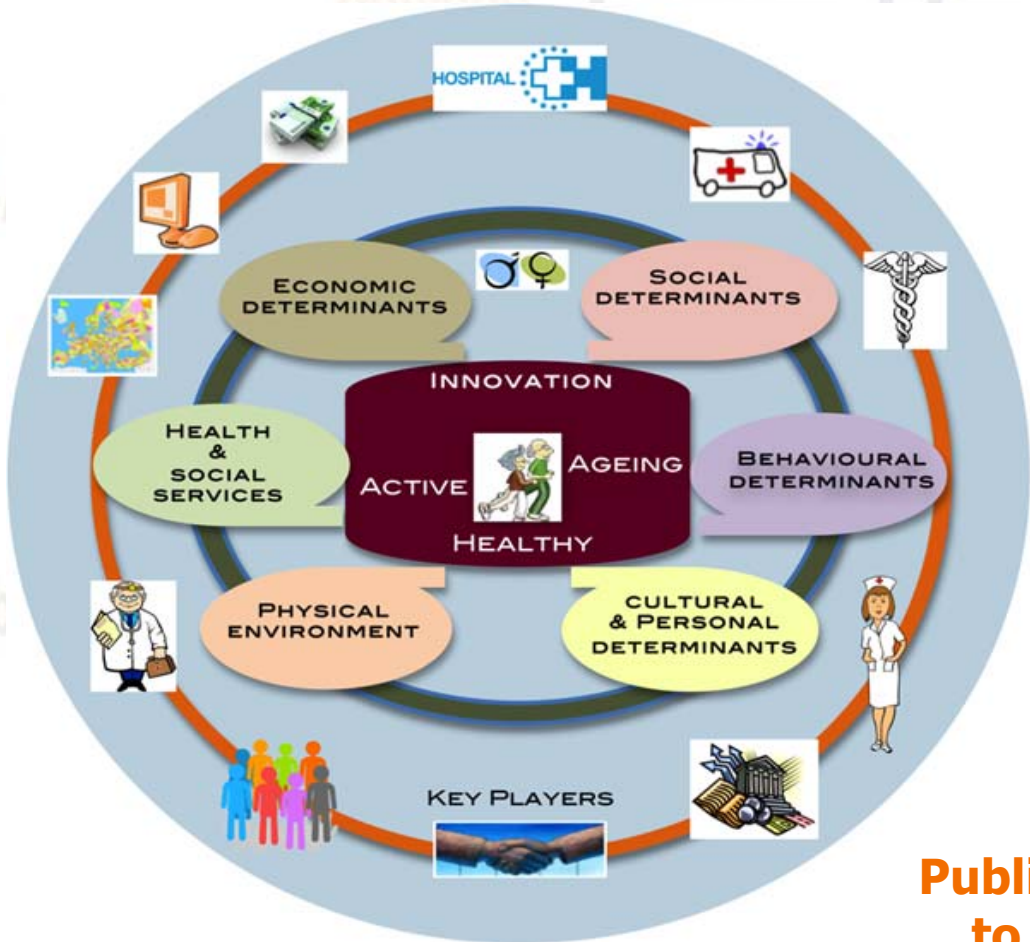 HOSPITAL
ECONOMIC
DETERMINANTS
SOCIAL
DETERMINANTS
INNOVATION
HEALTH
&
SOCIAL
SERVICES
ACTIVE
AGEING
BEHAVIOURAL
DETERMINANTS
HEALTHY
PHYSICAL
ENVIRONMENT
CULTURAL
& PERSONAL
DETERMINANTS
KEY PLAYERS
to